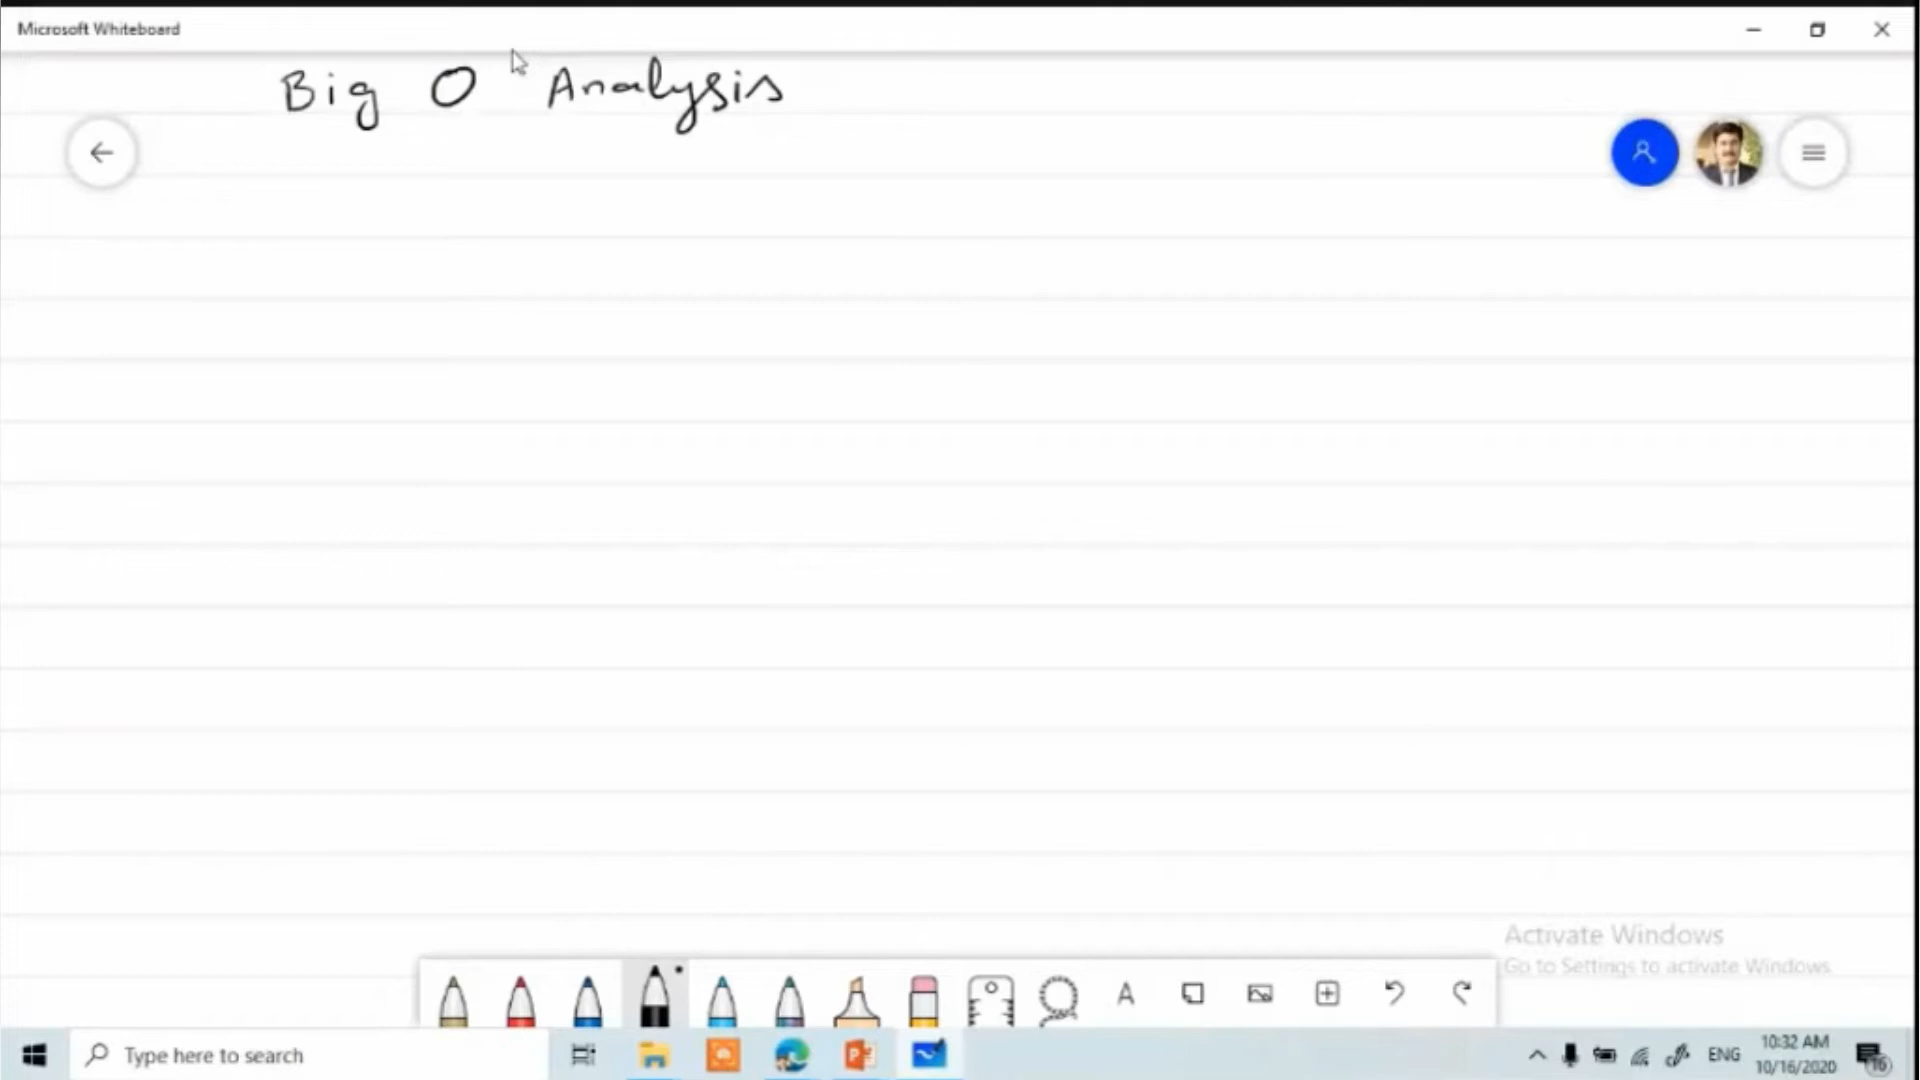 Microsoft Whiteboard
Big O Analysis
Activate Windows
Go to Settings to activate Windows.
Type here to search
ENG
10:32 AM
10/16/2020
16